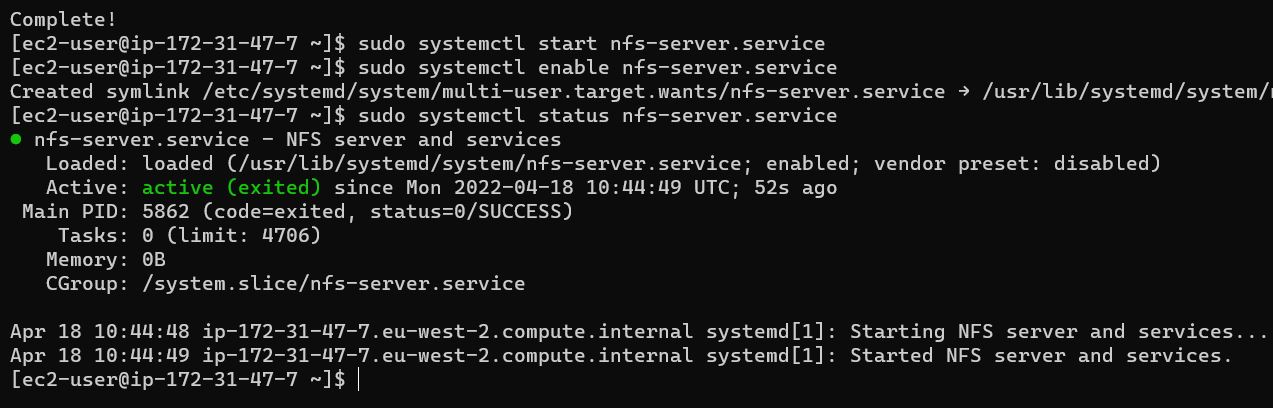 Complete!
[ec2-user@ip-172-31-47-7 ~]$ sudo systemctl start nfs-server.service
[ec2-user@ip-172-31-47-7 ~]$ sudo systemctl enable nfs-server.service
Created symlink /etc/systemd/system/multi-user.target.wants/nfs-server.service → /usr/lib/systemd/system/
[ec2-user@ip-172-31-47-7 ~]$ sudo systemctl status nfs-server.service
● nfs-server.service - NFS server and services
   Loaded: loaded (/usr/lib/systemd/system/nfs-server.service; enabled; vendor preset: disabled)
   Active: active (exited) since Mon 2022-04-18 10:44:49 UTC; 52s ago
 Main PID: 5862 (code=exited, status=0/SUCCESS)
    Tasks: 0 (limit: 4706)
   Memory: 0B
   CGroup: /system.slice/nfs-server.service

Apr 18 10:44:48 ip-172-31-47-7.eu-west-2.compute.internal systemd[1]: Starting NFS server and services...
Apr 18 10:44:49 ip-172-31-47-7.eu-west-2.compute.internal systemd[1]: Started NFS server and services.
[ec2-user@ip-172-31-47-7 ~]$